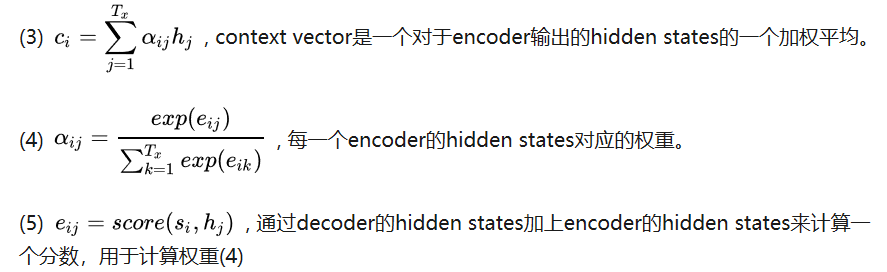 (3) $c_i = \sum_{j=1}^{T_x} \alpha_{ij} h_j$ , context vector是一个对于encoder输出的hidden states的一个加权平均。
(4) $\alpha_{ij} = \frac{exp(e_{ij})}{\sum_{k=1}^{T_x} exp(e_{ik})}$ , 每一个encoder的hidden states对应的权重。
(5) $e_{ij} = score(s_i, h_j)$ , 通过decoder的hidden states加上encoder的hidden states来计算一
个分数，用于计算权重(4)